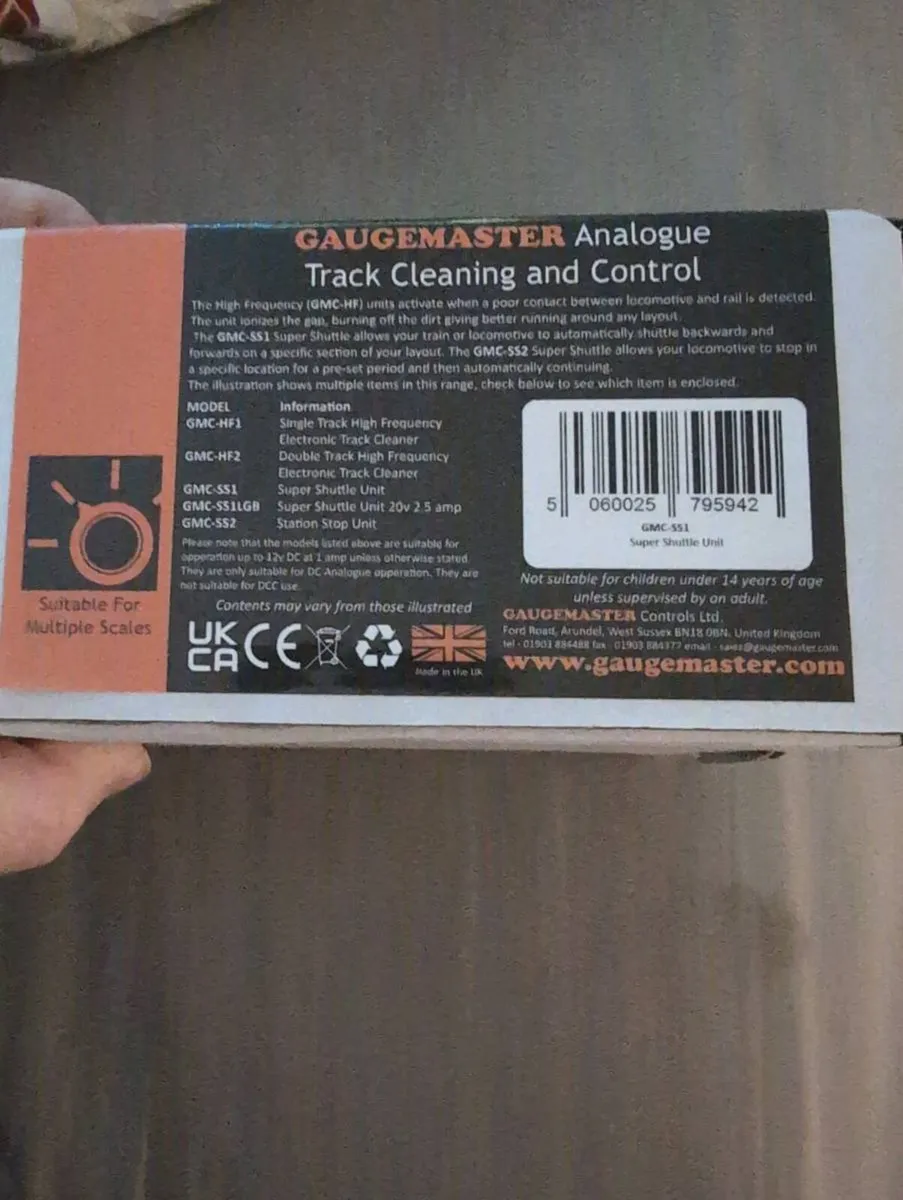 GAUGEMASTER Analogue
Track Cleaning and Control
The High Frequency (GMC-HF) units activate when a poor contact between locomotive and rail is detected.
The unit ionizes the gap, burning off the dirt giving better running around any layout.
The GMC-SS1 Super Shuttle allows your train or locomotive to automatically shuttle backwards and
forwards on a specific section of your layout. The GMC-SS2 Super Shuttle allows your locomotive to stop in
a specific location for a pre-set period and then automatically continuing.
The illustration shows multiple items in this range, check below to see which item is enclosed.
MODEL Information
GMC-HF1 Single Track High Frequency
Electronic Track Cleaner
GMC-HF2 Double Track High Frequency
Electronic Track Cleaner
GMC-SS1 Super Shuttle Unit
GMC-SS1LGB Super Shuttle Unit 20v 2.5 amp
GMC-SS2 Station Stop Unit
Please note that the models listed above are suitable for
opperation up to 12v DC at 1 amp unless otherwise stated.
They are only suitable for DC Analogue opperation. They are
not suitable for DCC use.
Contents may vary from those illustrated
UK
CA CE
Made in the UK
Suitable For
Multiple Scales
5 060025 795942
GMC-SS1
Super Shuttle Unit
Not suitable for children under 14 years of age
unless supervised by an adult.
GAUGEMASTER Controls Ltd.
Ford Road, Arundel, West Sussex BN18 0BN. United Kingdom
tel - 01903 884488 fax - 01903 884377 email - sales@gaugemaster.com
www.gaugemaster.com